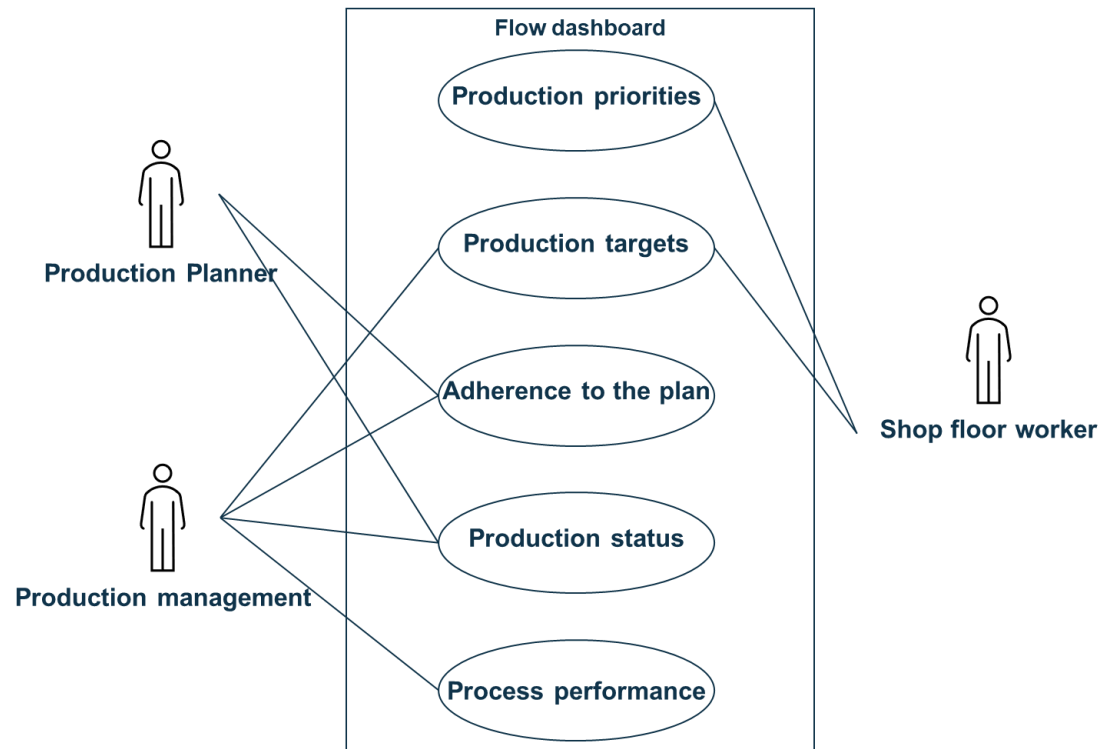 Flow dashboard
Production priorities
Production targets
Production Planner
Adherence to the plan
Shop floor worker
Production status
Production management
Process performance